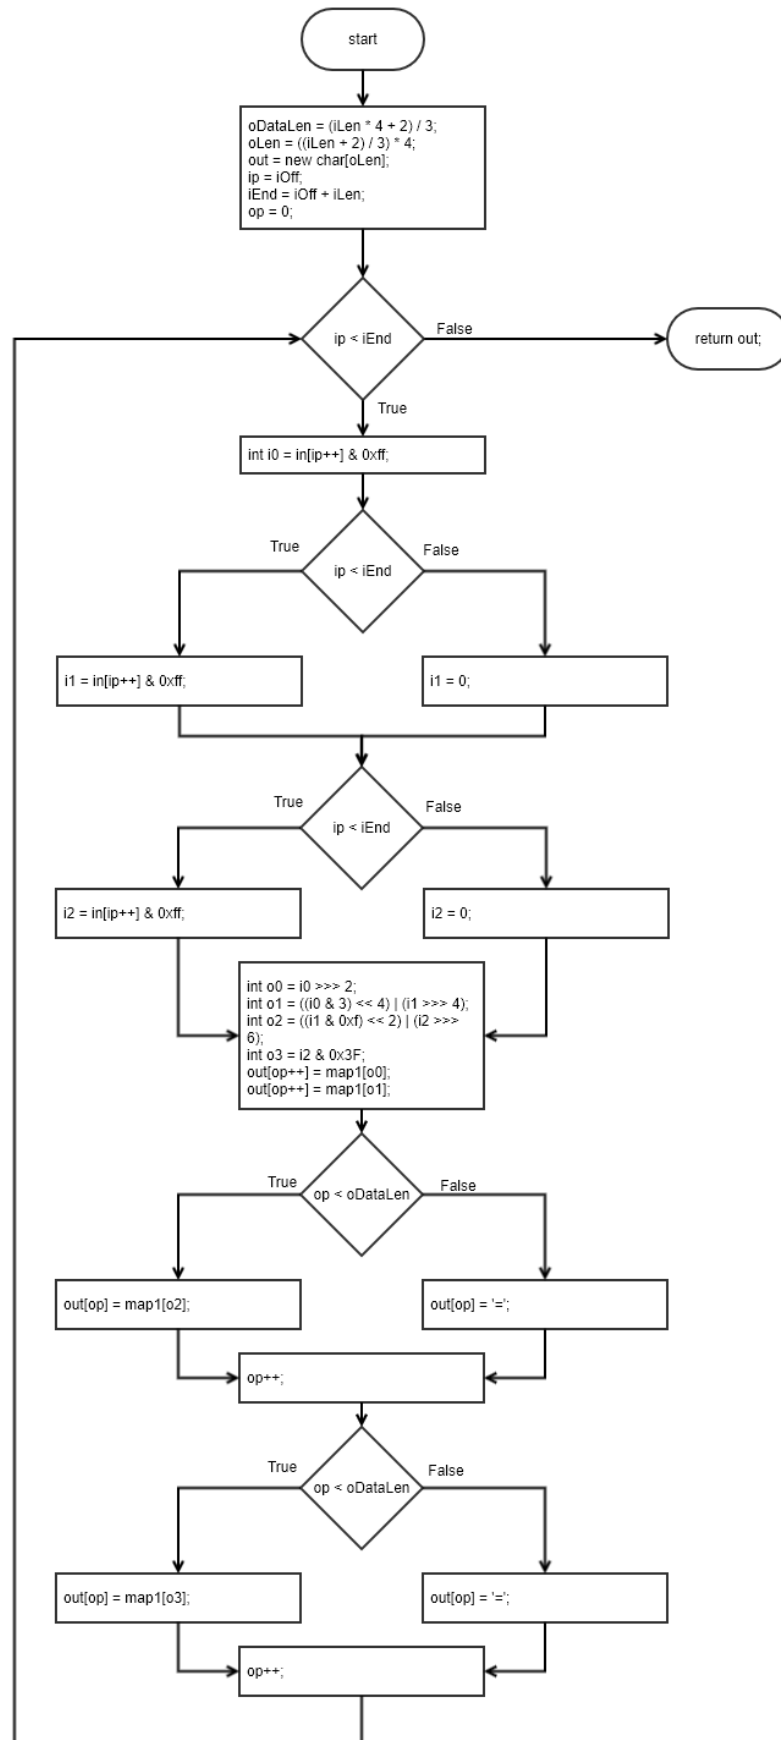 start
oDataLen = (iLen * 4 + 2) / 3;
oLen = ((iLen + 2) / 3) * 4;
out = new char[oLen];
ip = iOff;
iEnd = iOff + iLen;
op = 0;
ip < iEnd
False
return out;
True
int i0 = in[ip++] & 0xff;
True
False
ip < iEnd
i1 = in[ip++] & 0xff;
i1 = 0;
True
False
ip < iEnd
i2 = in[ip++] & 0xff;
i2 = 0;
int o0 = i0 >>> 2;
int o1 = ((i0 & 3) << 4) | (i1 >>> 4);
int o2 = ((i1 & 0xf) << 2) | (i2 >>>
6);
int o3 = i2 & 0x3F;
out[op++] = map1[o0];
out[op++] = map1[o1];
True
False
op < oDataLen
out[op] = map1[o2];
out[op] = '=';
op++;
True
False
op < oDataLen
out[op] = map1[o3];
out[op] = '=';
op++;